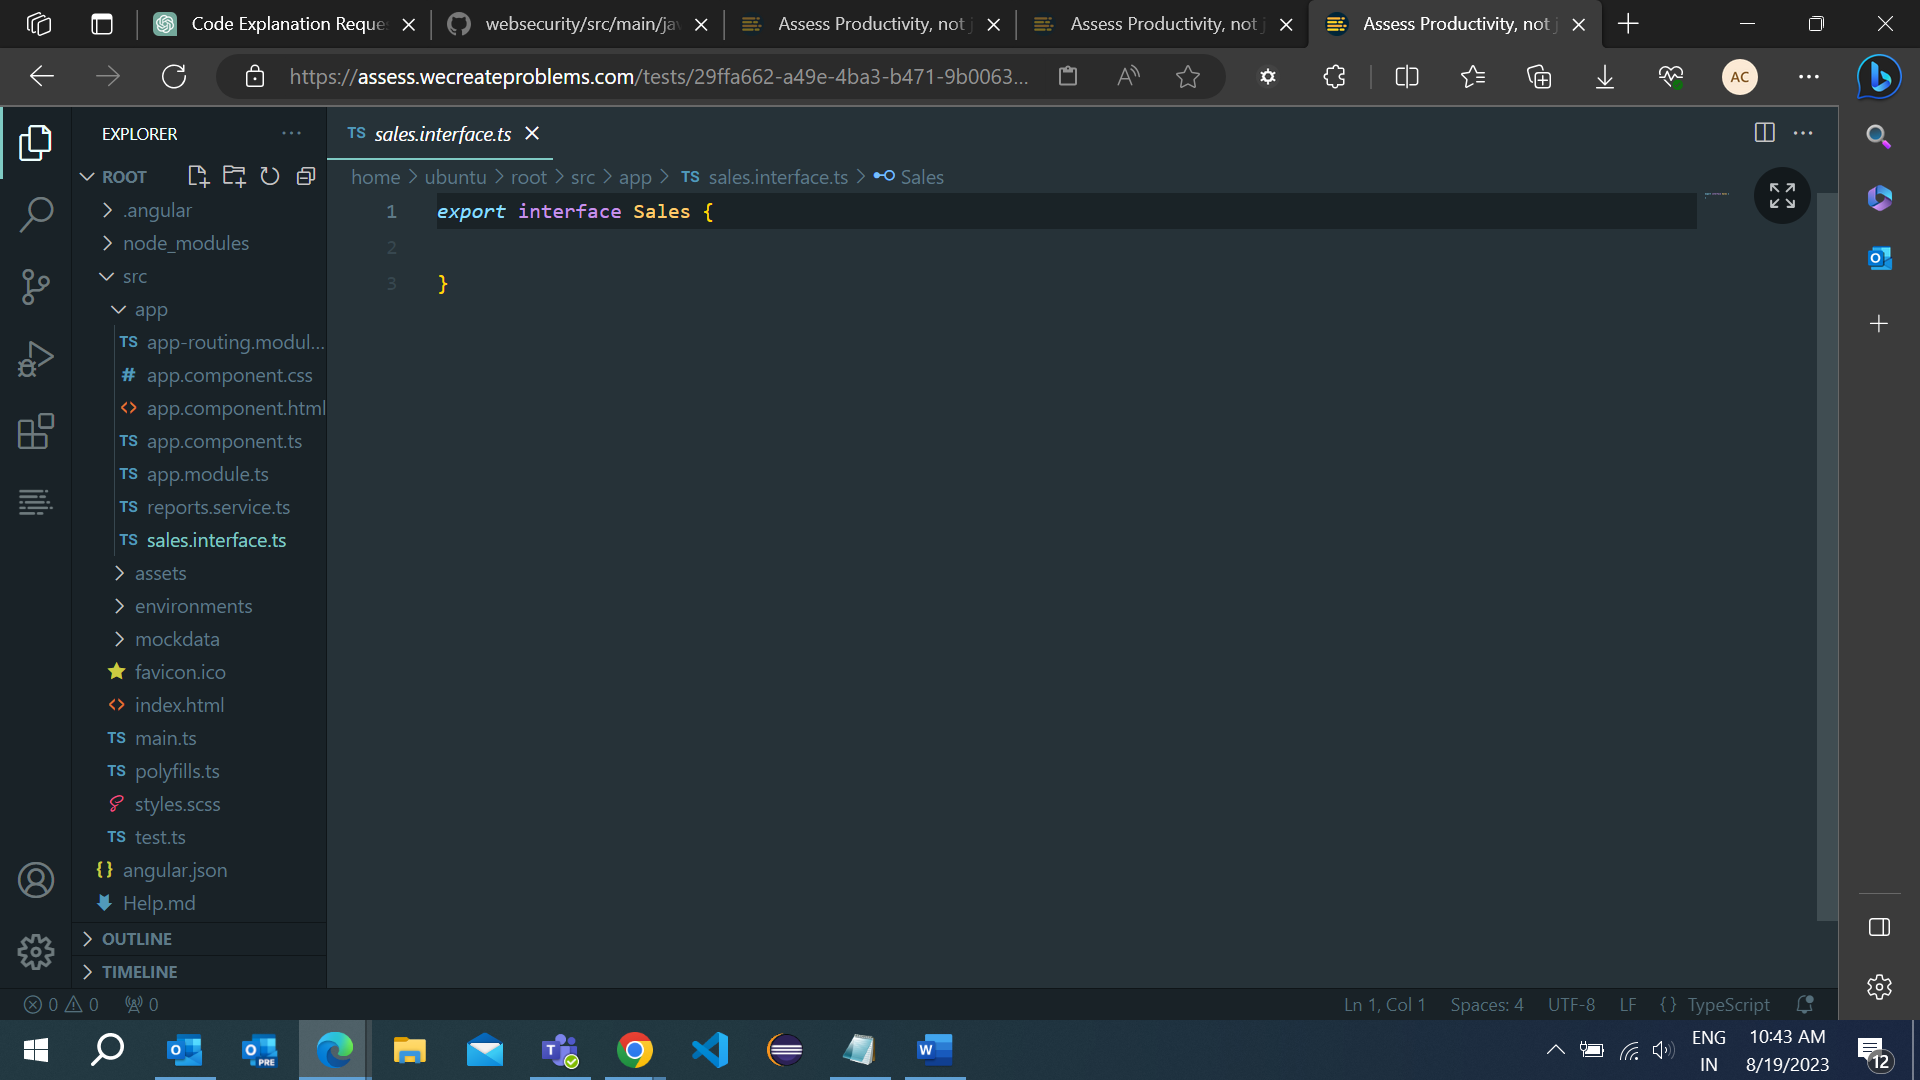 Code Explanation Reque
websecurity/src/main/ja
Assess Productivity, not j
Assess Productivity, not j
Assess Productivity, not j
https://assess.wecreateproblems.com/tests/29ffa662-a49e-4ba3-b471-9b0063...
AC
EXPLORER
TS sales.interface.ts
ROOT
home > ubuntu > root > src > app > TS sales.interface.ts > Sales
.angular
node_modules
src
app
TS app-routing.modul...
# app.component.css
<> app.component.html
TS app.component.ts
TS app.module.ts
TS reports.service.ts
TS sales.interface.ts
assets
environments
mockdata
favicon.ico
<> index.html
TS main.ts
TS polyfills.ts
styles.scss
TS test.ts
{} angular.json
Help.md
OUTLINE
TIMELINE
1 export interface Sales {
2
3 }
0 0 0
Ln 1, Col 1 Spaces: 4 UTF-8 LF {} TypeScript
PRE
ENG
IN
10:43 AM
8/19/2023
12